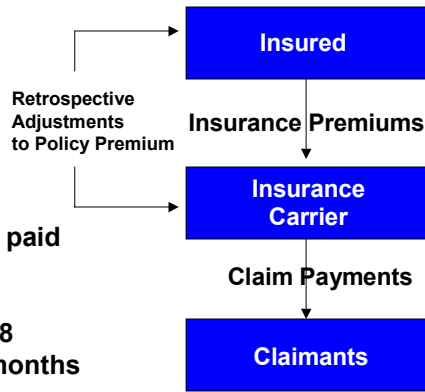 Insured
Retrospective
Adjustments
to Policy Premium
Insurance Premiums
Insurance
Carrier
paid
Claim Payments
8
months
Claimants